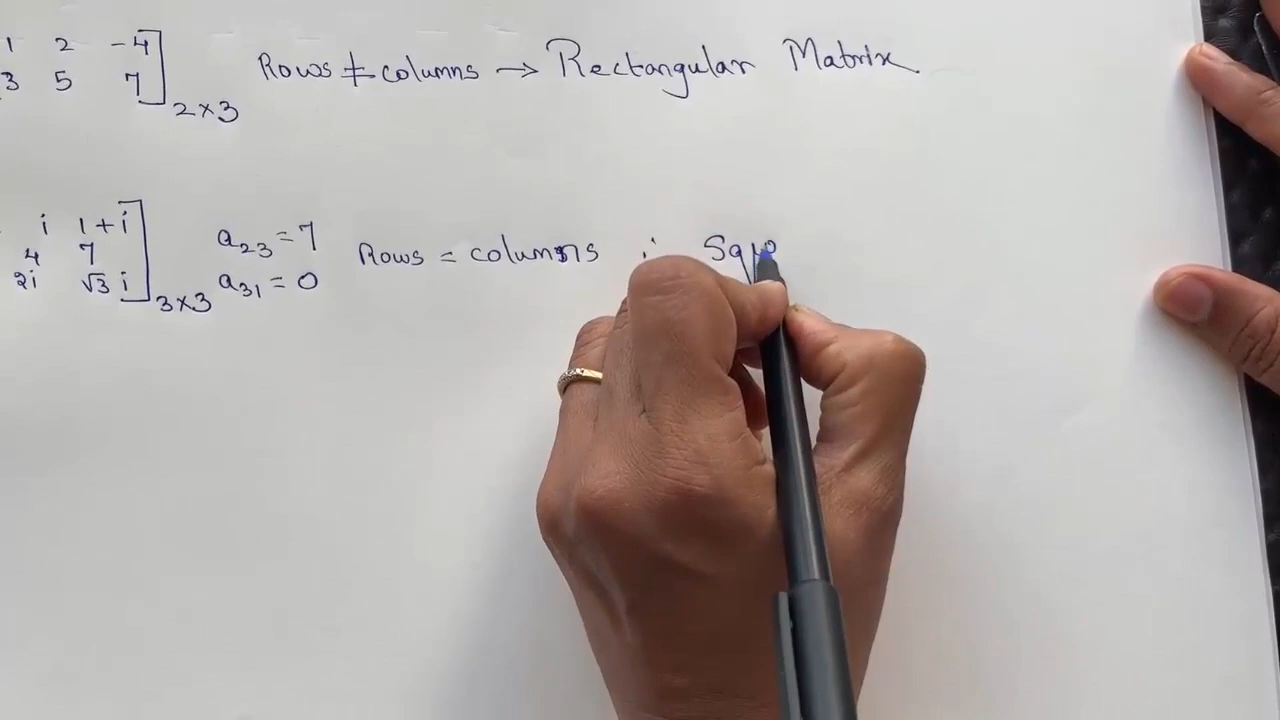 1 2 -4
3 5 7 ]2×3 Rows ≠ columns → Rectangular Matrix.
i 1+i
4 7 a23 = 7 Rows = columns
2i √3 i ]3×3 a31 = 0